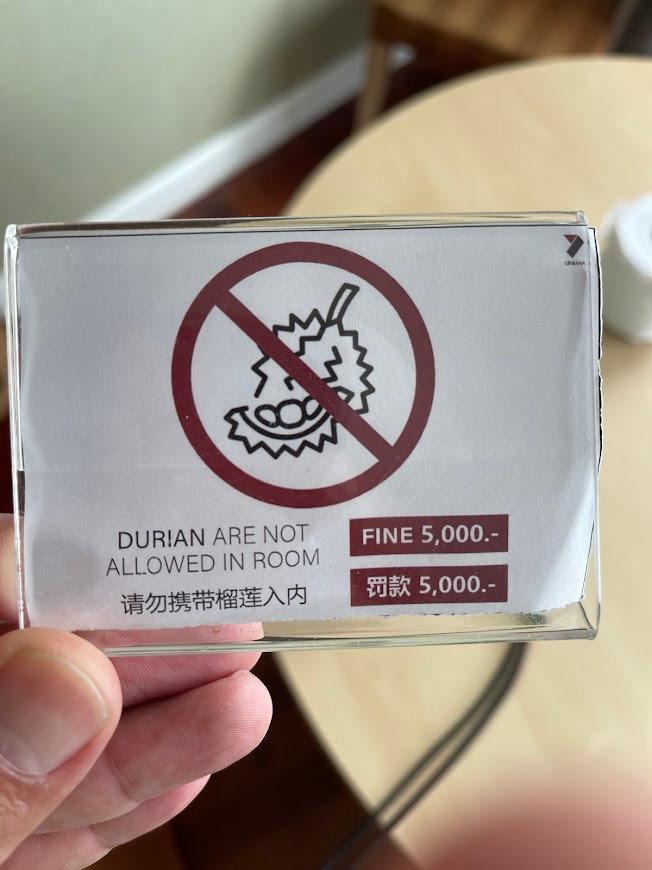 URBANA
DURIAN ARE NOT
ALLOWED IN ROOM
请勿携带榴莲入内
FINE 5,000.-
罚款 5,000.-